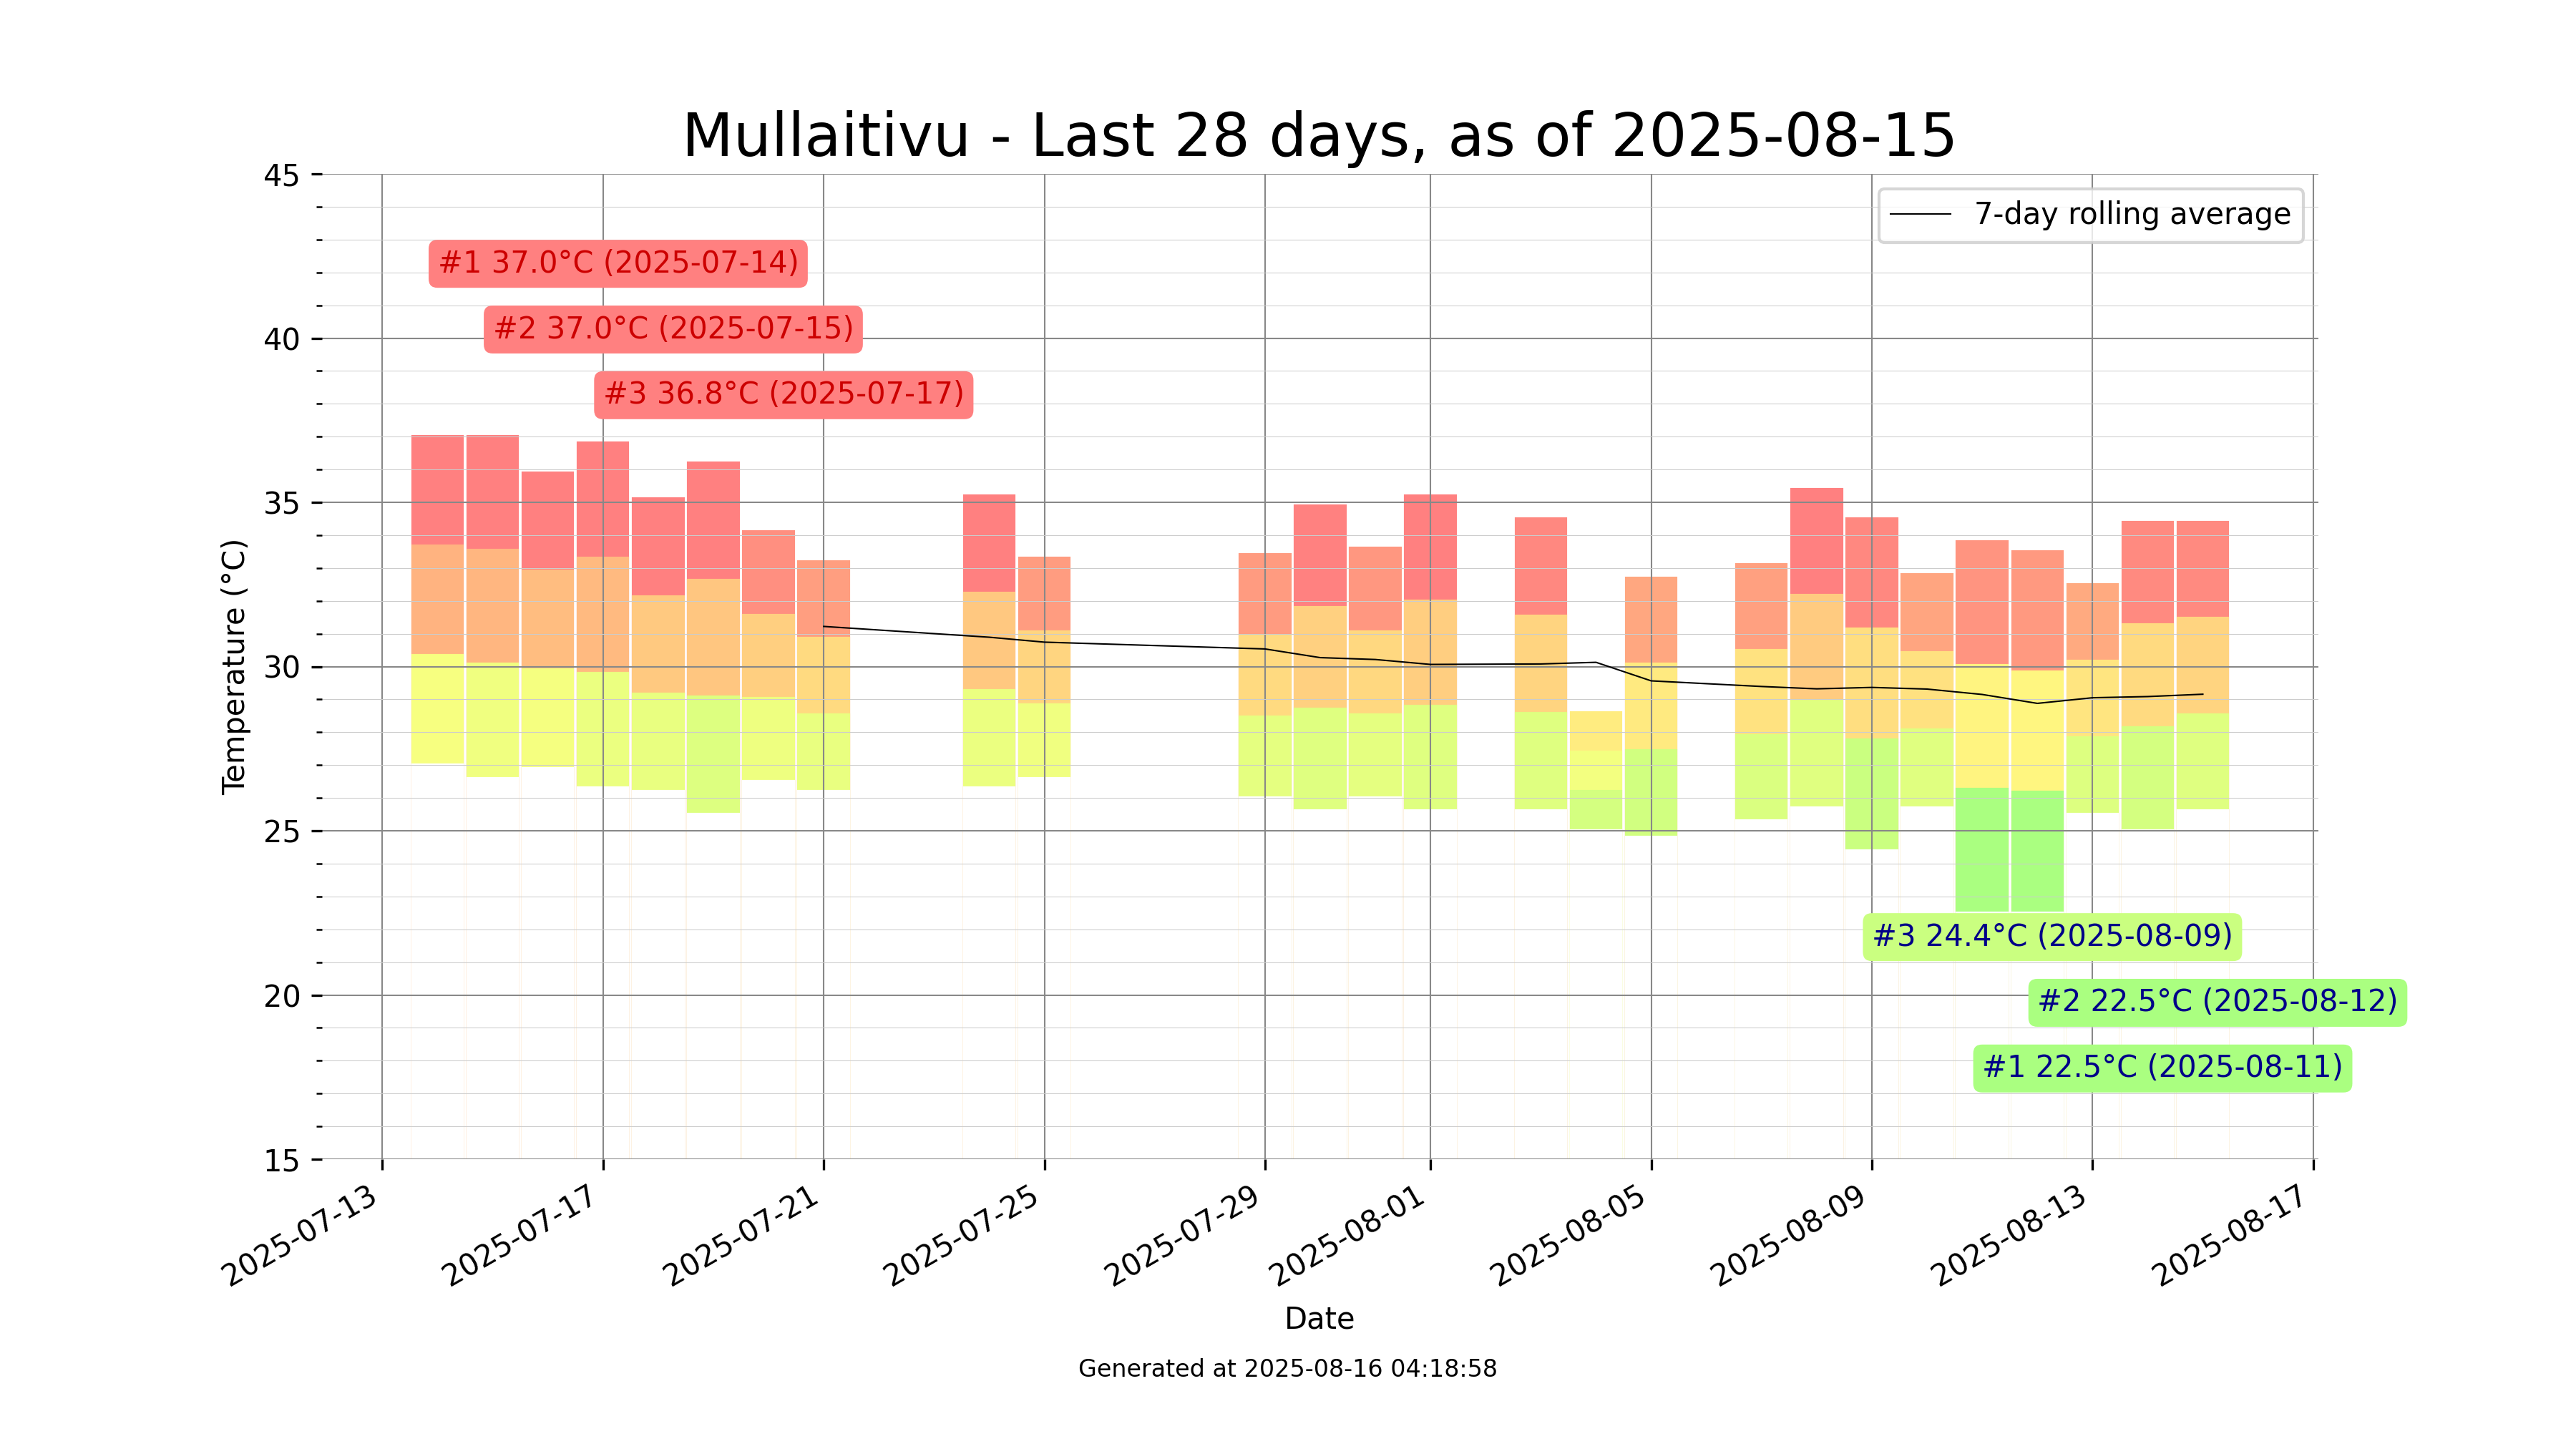 Mullaitivu - Last 28 days, as of 2025-08-15
45
7-day rolling average
#1 37.0°C (2025-07-14)
#2 37.0°C (2025-07-15)
40
#3 36.8°C (2025-07-17)
35
Temperature (°C)
30
25
#3 24.4°C (2025-08-09)
20
#2 22.5°C (2025-08-12)
#1 22.5°C (2025-08-11)
15
2025-07-13
2025-07-17
2025-07-21
2025-07-25
2025-07-29
2025-08-01
2025-08-05
2025-08-09
2025-08-13
2025-08-17
Date
Generated at 2025-08-16 04:18:58